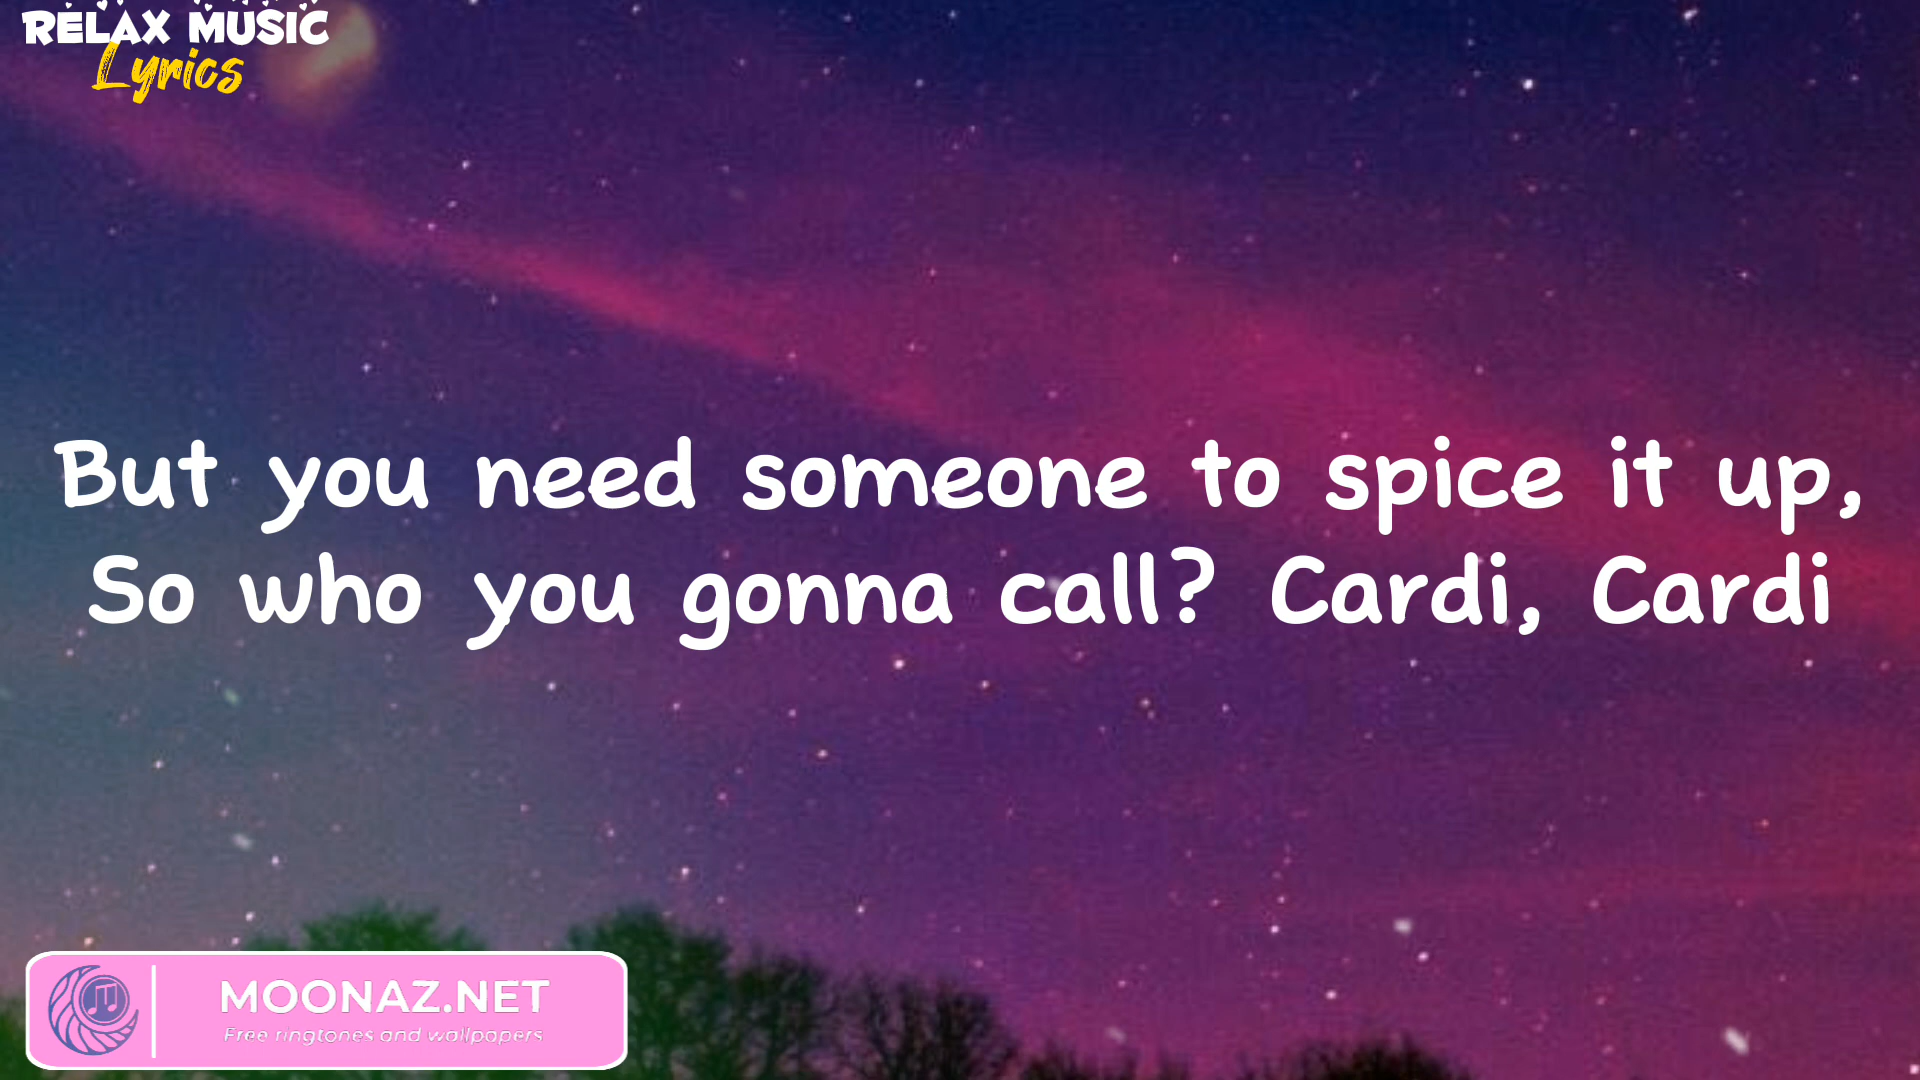 RELAX MUSIC
Lyrics
But you need someone to spice it up,
So who you gonna call? Cardi, Cardi
MOONAZ.NET
Free ringtones and wallpapers